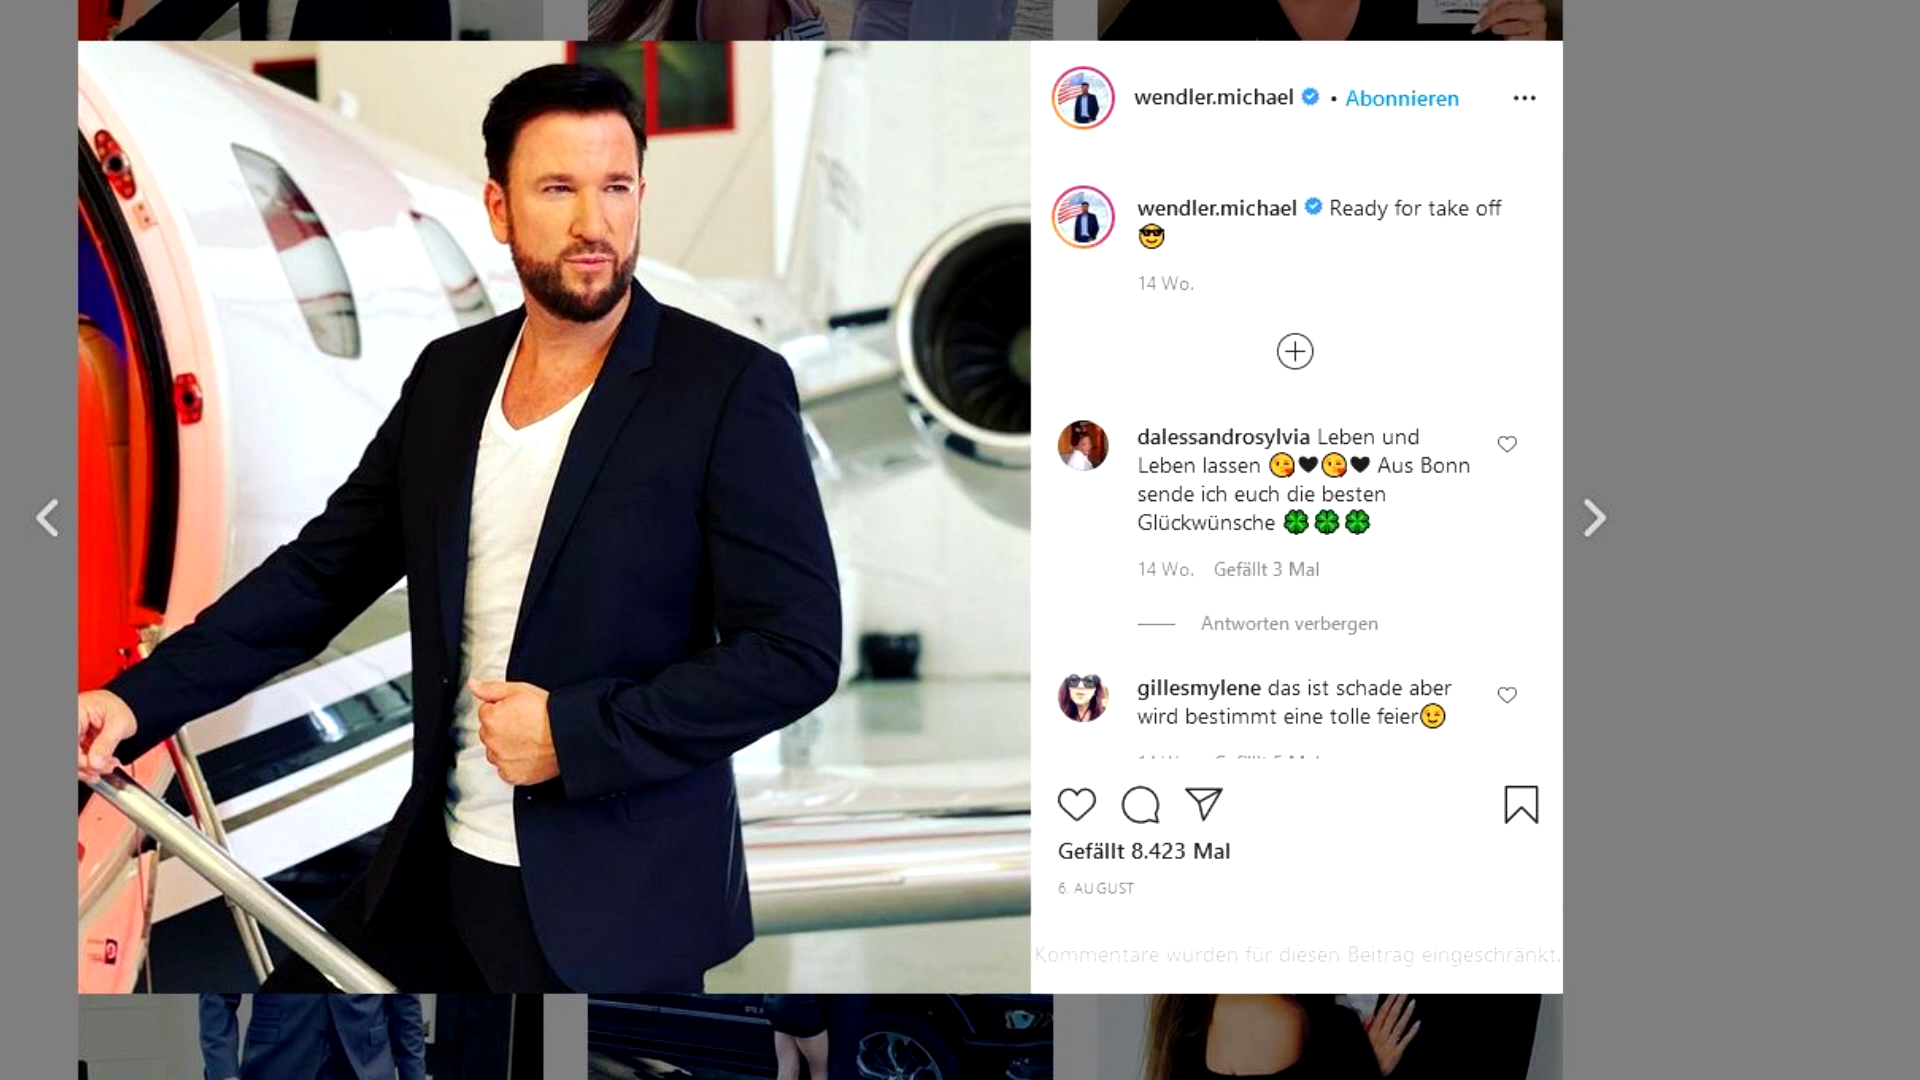 wendler.michael • Abonnieren
wendler.michael Ready for take off
14 Wo.
dalessandrosylvia Leben und
Leben lassen Aus Bonn
sende ich euch die besten
Glückwünsche
14 Wo. Gefällt 3 Mal
Antworten verbergen
gillesmylene das ist schade aber
wird bestimmt eine tolle feier
Gefällt 8.423 Mal
6. AUGUST
Kommentare wurden für diesen Beitrag eingeschränkt.